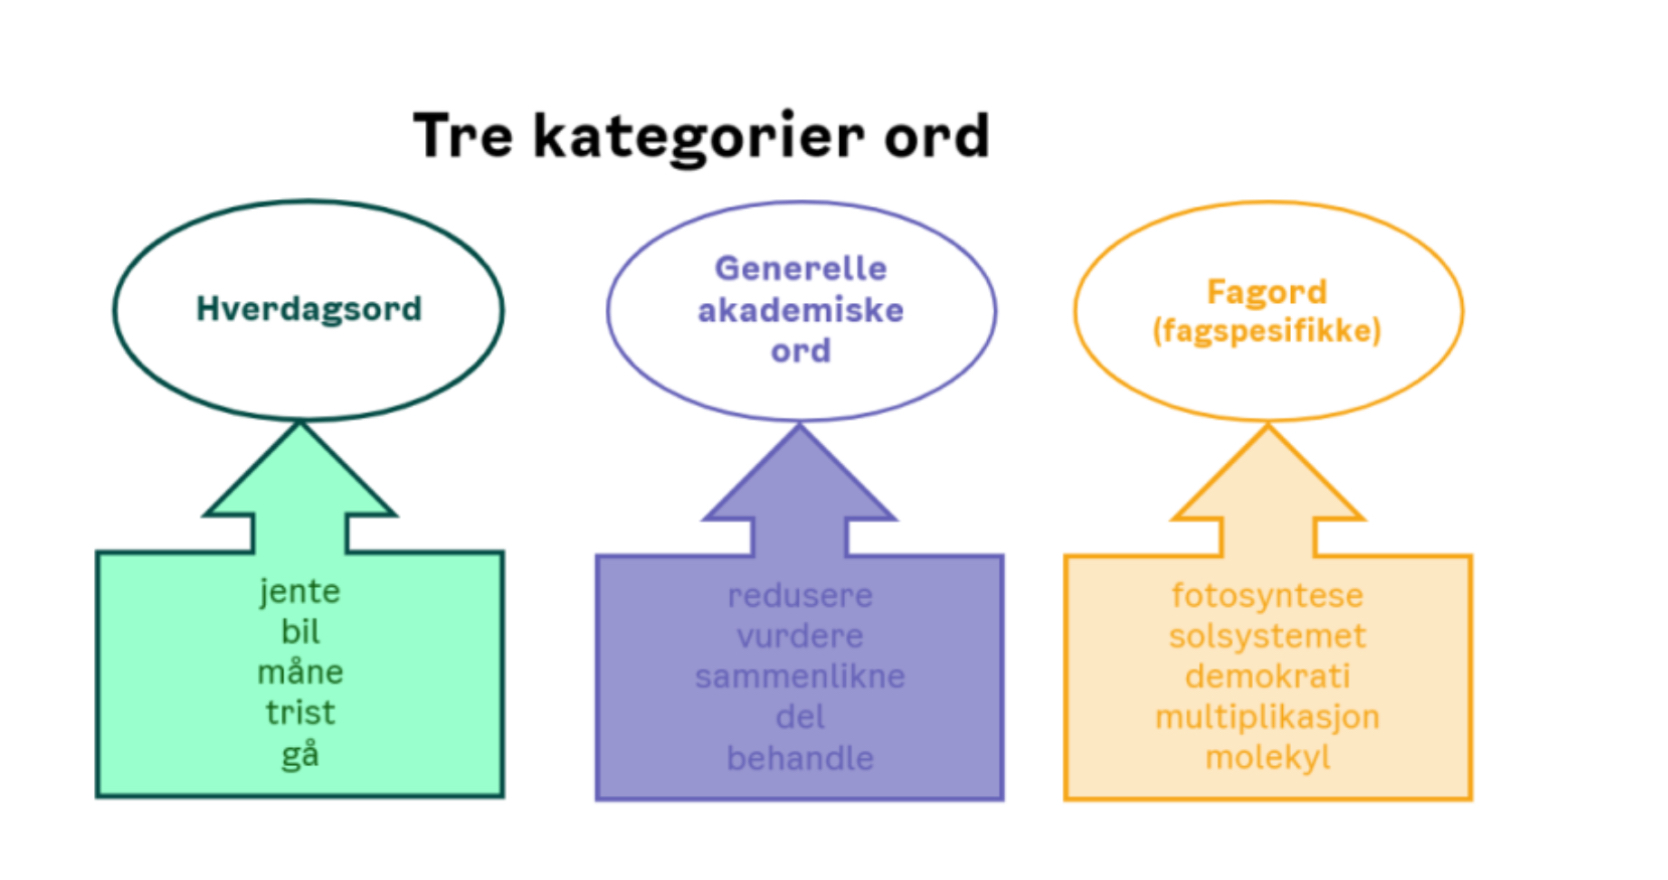 Tre kategorier ord
Hverdagsord
jente
bil
måne
trist
gå
Generelle
akademiske
ord
redusere
vurdere
sammenlikne
del
behandle
Fagord
(fagspesifikke)
fotosyntese
solsystemet
demokrati
multiplikasjon
molekyl